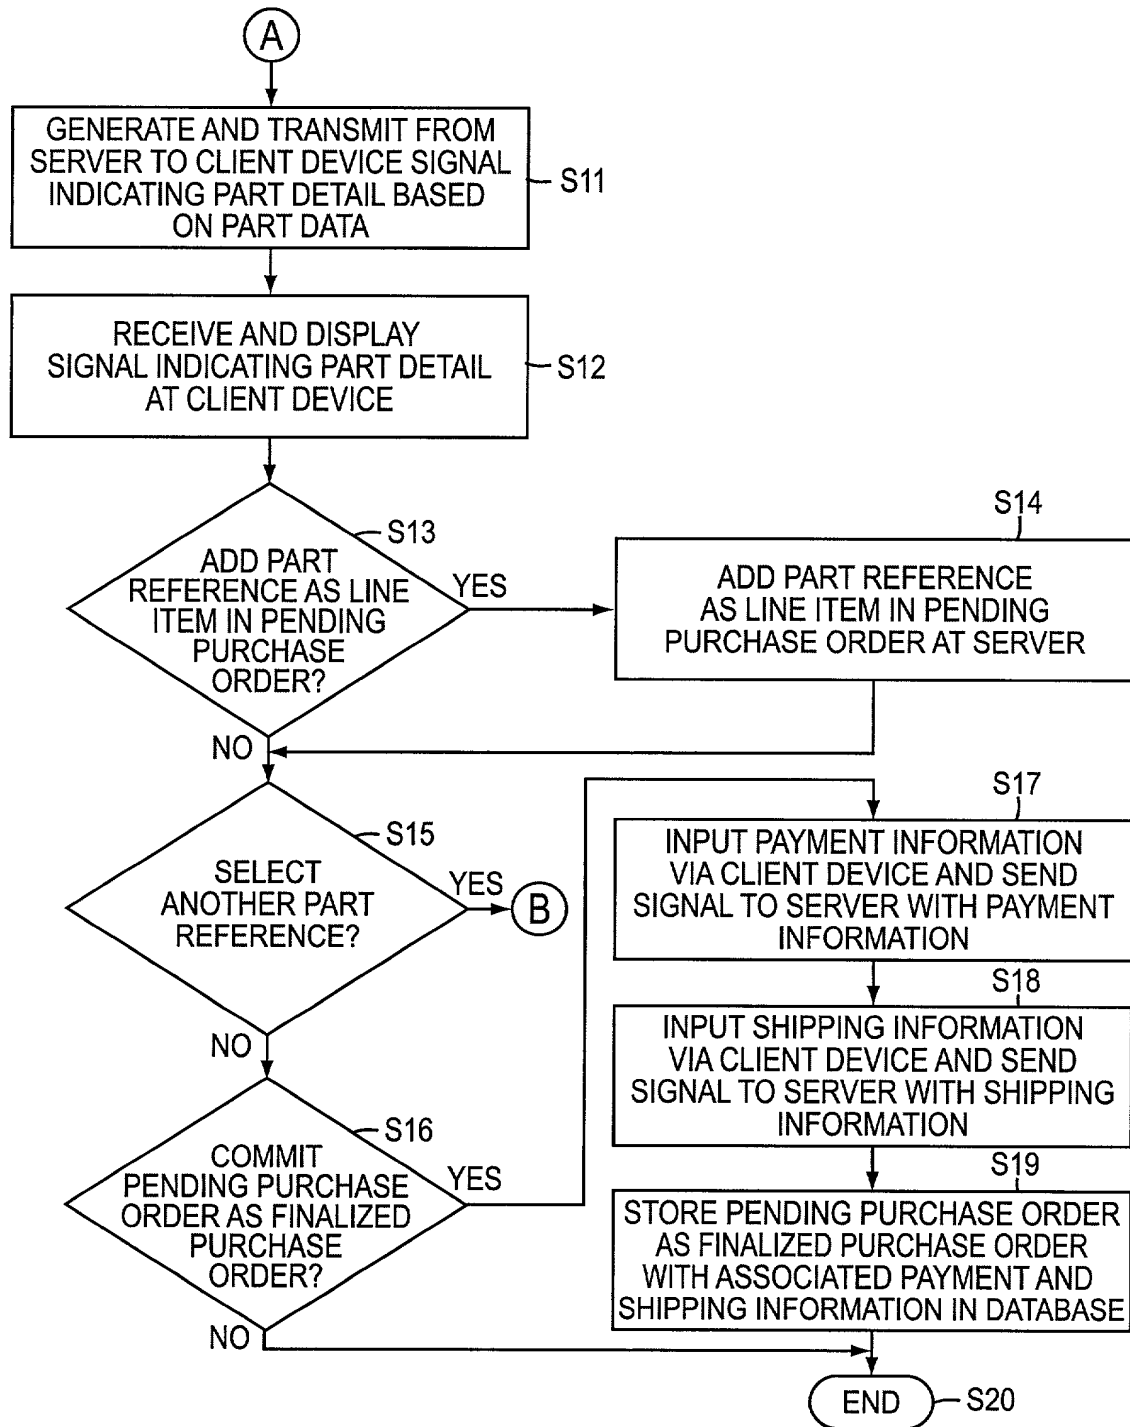 A
GENERATE AND TRANSMIT FROM
SERVER TO CLIENT DEVICE SIGNAL
INDICATING PART DETAIL BASED
ON PART DATA
S11
RECEIVE AND DISPLAY
SIGNAL INDICATING PART DETAIL
AT CLIENT DEVICE
S12
S13
ADD PART
REFERENCE AS LINE
ITEM IN PENDING
PURCHASE
ORDER?
YES
NO
S14
ADD PART REFERENCE
AS LINE ITEM IN PENDING
PURCHASE ORDER AT SERVER
S15
SELECT
ANOTHER PART
REFERENCE?
YES
B
NO
S16
COMMIT
PENDING PURCHASE
ORDER AS FINALIZED
PURCHASE
ORDER?
YES
NO
S17
INPUT PAYMENT INFORMATION
VIA CLIENT DEVICE AND SEND
SIGNAL TO SERVER WITH PAYMENT
INFORMATION
S18
INPUT SHIPPING INFORMATION
VIA CLIENT DEVICE AND SEND
SIGNAL TO SERVER WITH SHIPPING
INFORMATION
S19
STORE PENDING PURCHASE ORDER
AS FINALIZED PURCHASE ORDER
WITH ASSOCIATED PAYMENT AND
SHIPPING INFORMATION IN DATABASE
END
S20